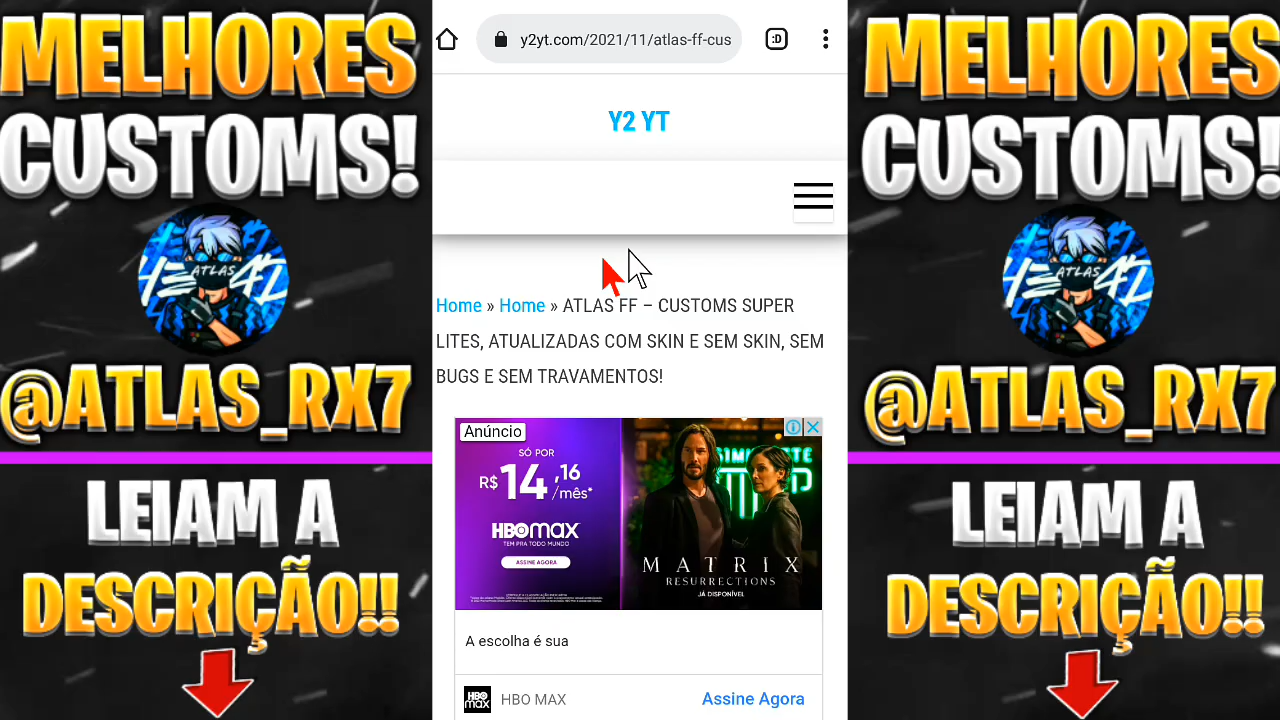 MELHORES
CUSTOMS!
ATLAS
@ATLAS_RX7
LEIAM A
DESCRIÇÃO!!
:D
y2yt.com/2021/11/atlas-ff-cus
Y2 YT
Home » Home » ATLAS FF – CUSTOMS SUPER
LITES, ATUALIZADAS COM SKIN E SEM SKIN, SEM
BUGS E SEM TRAVAMENTOS!
Anúncio
SÓ POR
R$ 14,16
/mês*
HBOMAX
TEM PRA TODO MUNDO
ASSINE AGORA
MATRIX
RESURRECTIONS
JÁ DISPONÍVEL
A escolha é sua
HBO
max
HBO MAX
Assine Agora
MELHORES
CUSTOMS!
ATLAS
@ATLAS_RX7
LEIAM A
DESCRIÇÃO!!